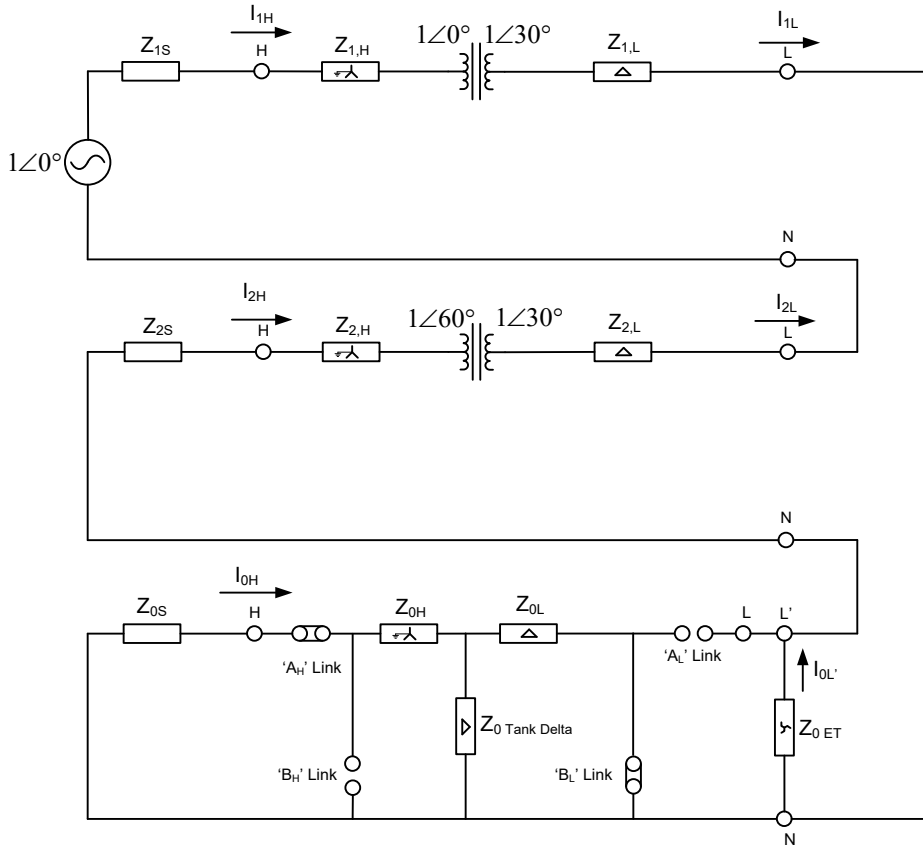 I1H
1∠0° 1∠30°
I1L
Z1S
H
Z1,H
Z1,L
L
1∠0°
N
I2H
1∠60° 1∠30°
I2L
Z2S
H
Z2,H
Z2,L
L
N
I0H
Z0S
H
Z0H
Z0L
L
L'
'AH' Link
'AL' Link
I0L'
Z0 Tank Delta
Z0 ET
'BH' Link
'BL' Link
N